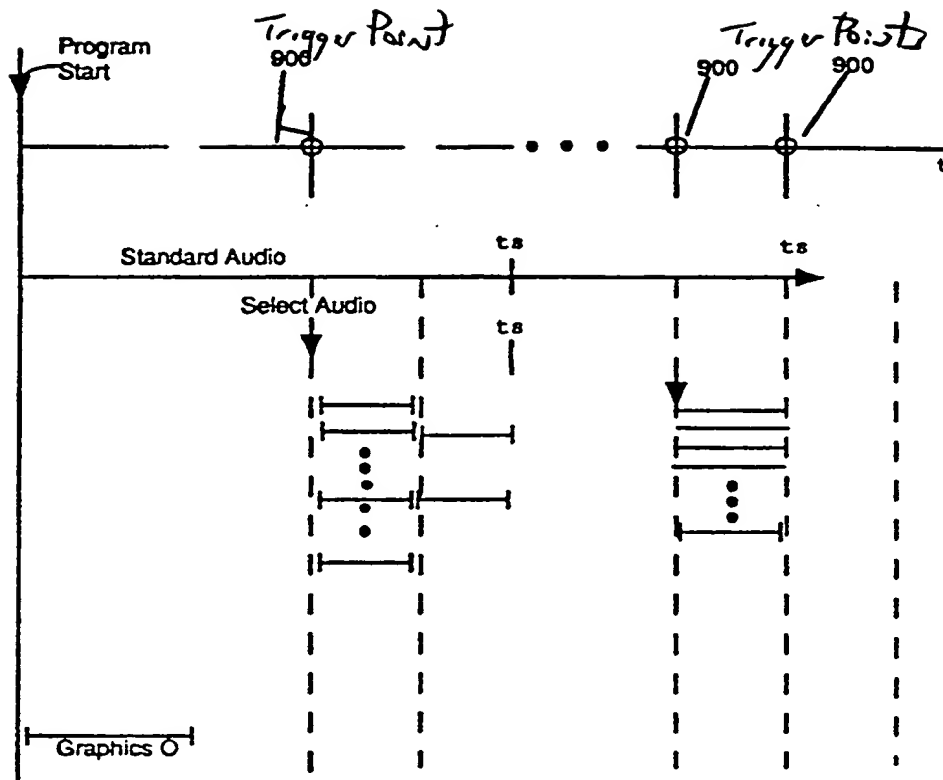 Trigger Point
Trigger Points
Program
Start
900
900
900
t
Standard Audio
ts
ts
Select Audio
ts
Graphics O